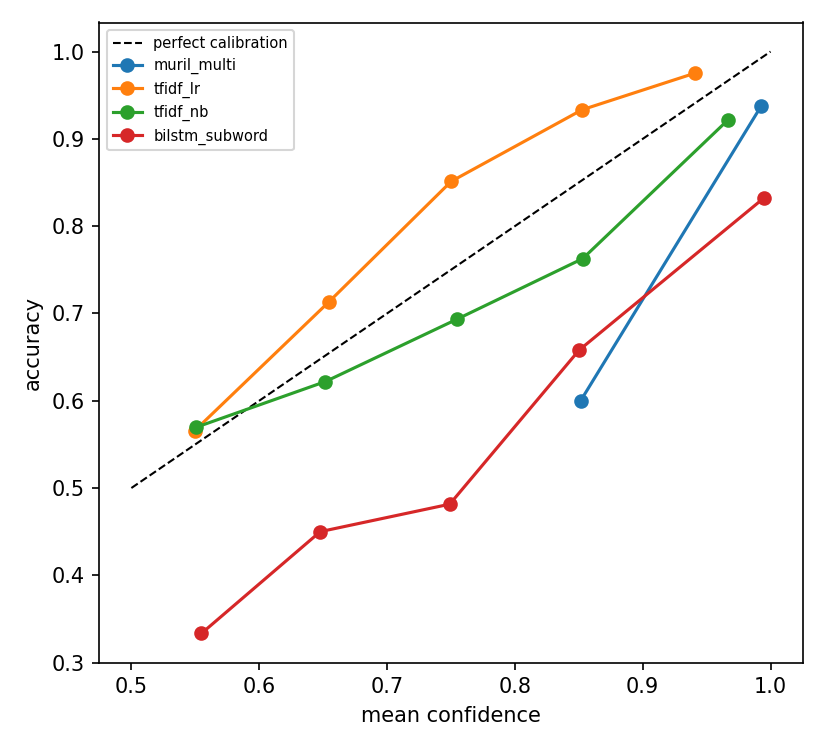 perfect calibration
muril_multi
tfidf_lr
tfidf_nb
bilstm_subword
1.0
0.9
0.8
0.7
0.6
0.5
0.4
0.3
accuracy
0.5 0.6 0.7 0.8 0.9 1.0
mean confidence